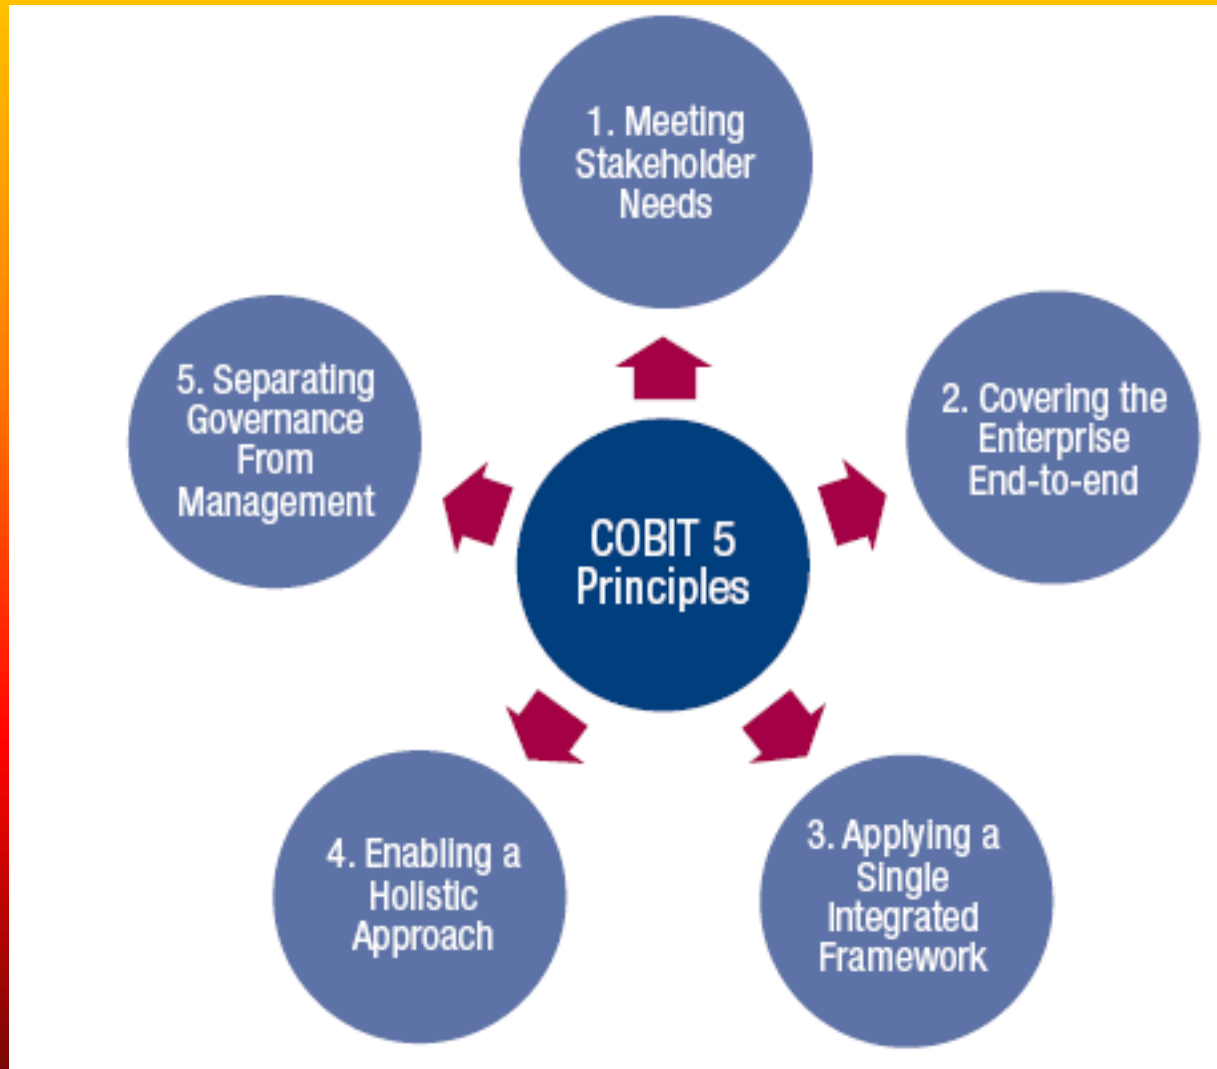 1. Meeting
Stakeholder
Needs
2. Covering the
Enterprise
End-to-end
3. Applying a
Single
Integrated
Framework
4. Enabling a
Holistic
Approach
5. Separating
Governance
From
Management
COBIT 5
Principles